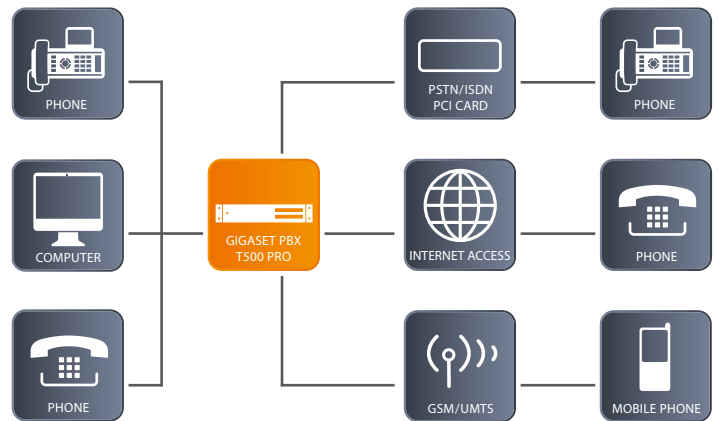 PHONE
PSTN/ISDN
PCI CARD
PHONE
COMPUTER
GIGASET PBX
T500 PRO
INTERNET ACCESS
PHONE
PHONE
GSM/UMTS
MOBILE PHONE